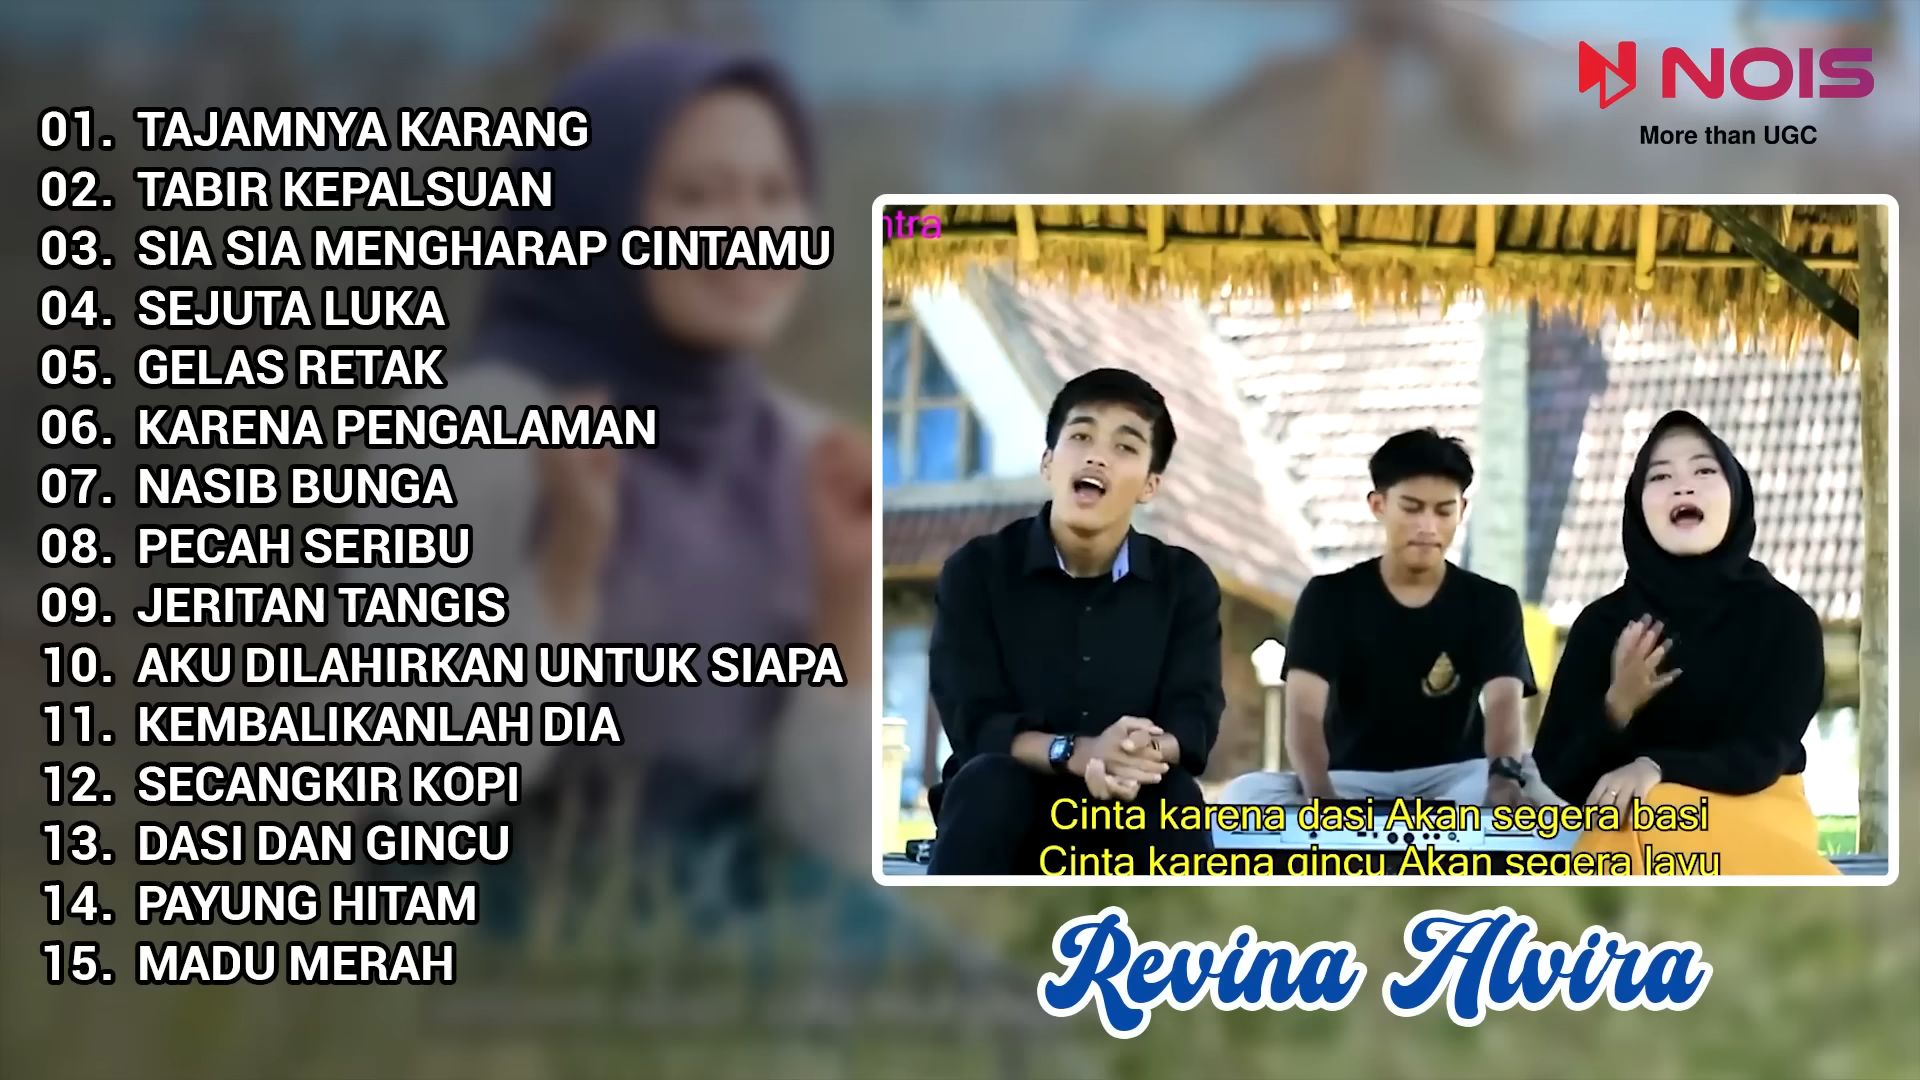 01. TAJAMNYA KARANG
02. TABIR KEPALSUAN
03. SIA SIA MENGHARAP CINTAMU
04. SEJUTA LUKA
05. GELAS RETAK
06. KARENA PENGALAMAN
07. NASIB BUNGA
08. PECAH SERIBU
09. JERITAN TANGIS
10. AKU DILAHIRKAN UNTUK SIAPA
11. KEMBALIKANLAH DIA
12. SECANGKIR KOPI
13. DASI DAN GINCU
14. PAYUNG HITAM
15. MADU MERAH
NOIS
More than UGC
ntra
Cinta karena dasi Akan segera basi
Cinta karena gincu Akan segera layu
Revina Alvira